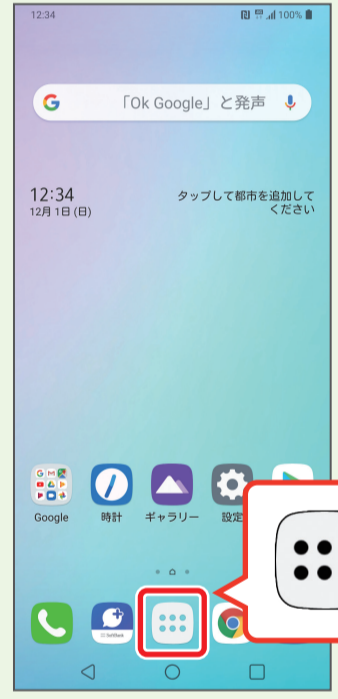 12:34
100%
「Ok Google」と発声
12:34
12月 1日 (日)
タップして都市を追加して
ください
Google
時計
ギャラリー
設定